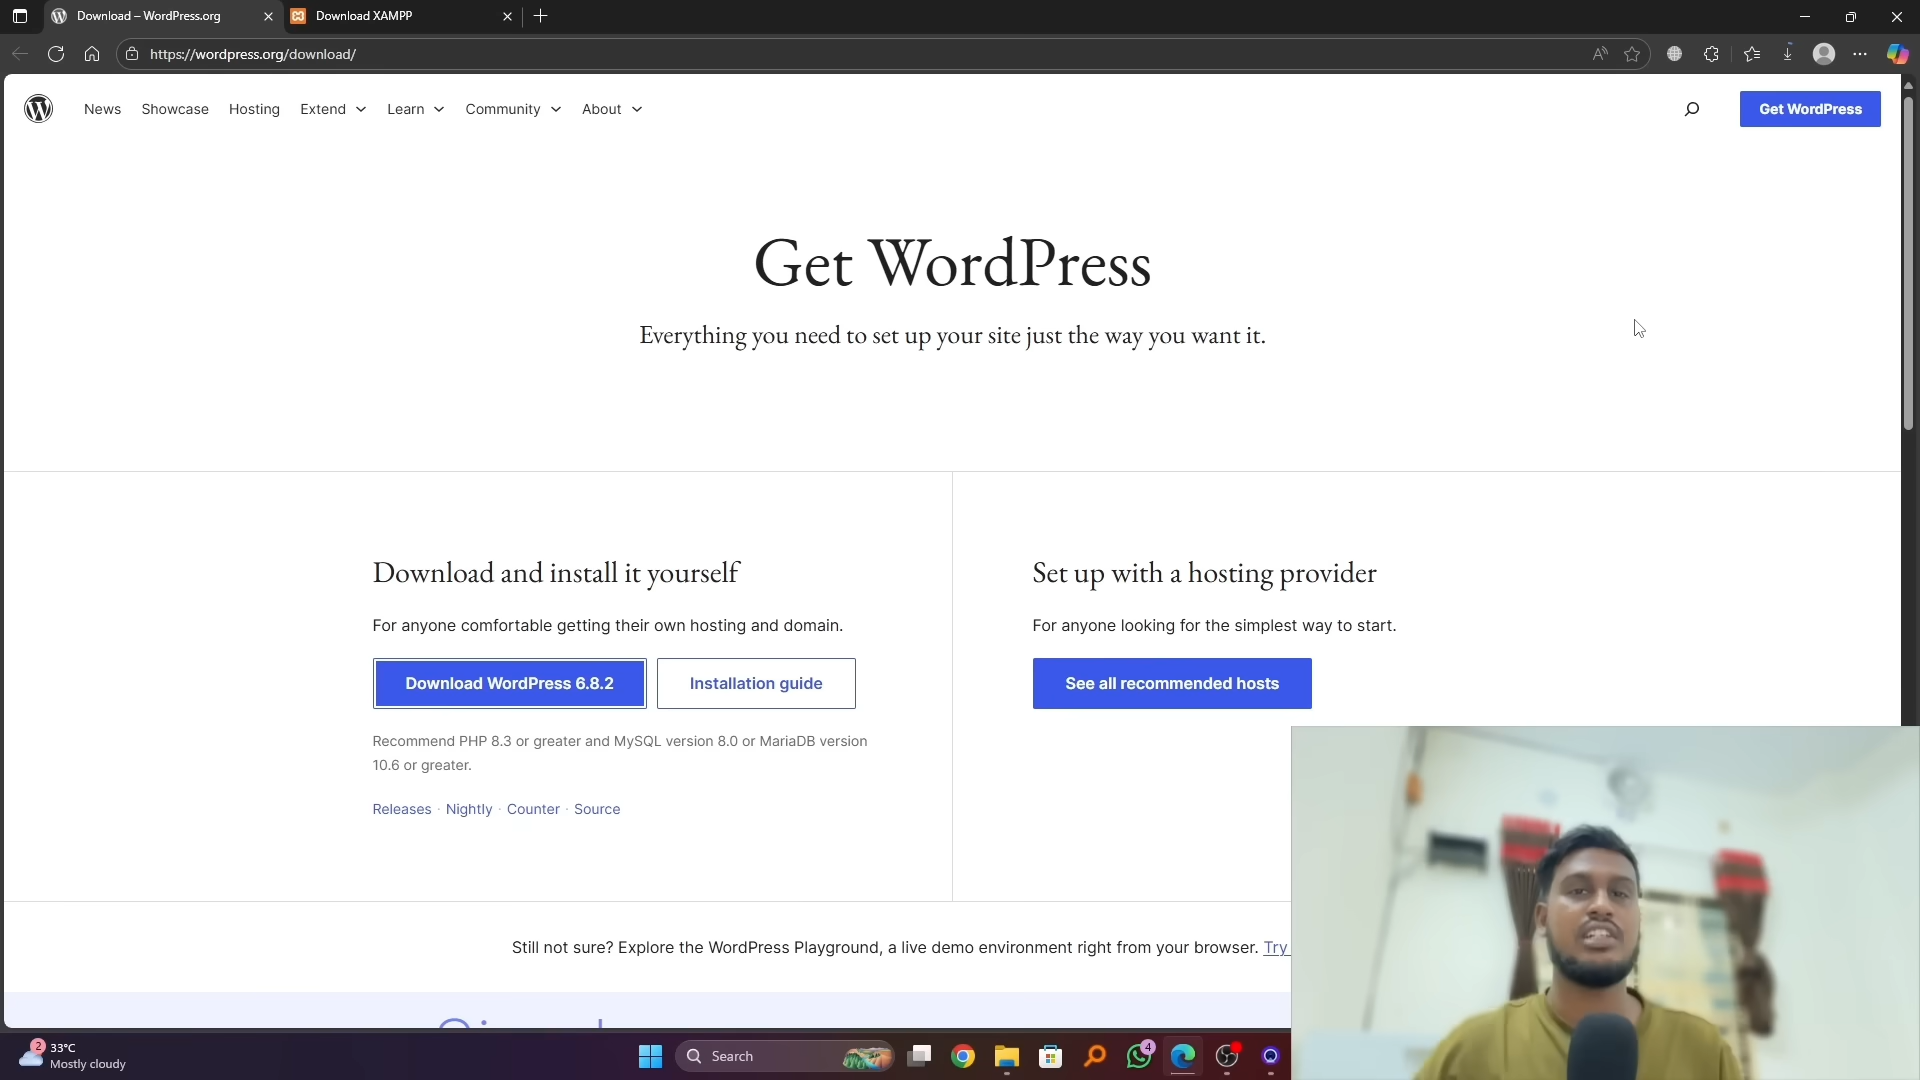 Download – WordPress.org
Download XAMPP
https://wordpress.org/download/
News Showcase Hosting Extend Learn Community About
Get WordPress
Get WordPress
Everything you need to set up your site just the way you want it.
Download and install it yourself
For anyone comfortable getting their own hosting and domain.
Download WordPress 6.8.2
Installation guide
Recommend PHP 8.3 or greater and MySQL version 8.0 or MariaDB version
10.6 or greater.
Releases · Nightly · Counter · Source
Set up with a hosting provider
For anyone looking for the simplest way to start.
See all recommended hosts
Still not sure? Explore the WordPress Playground, a live demo environment right from your browser. Try
2
33°C
Mostly cloudy
Search
4